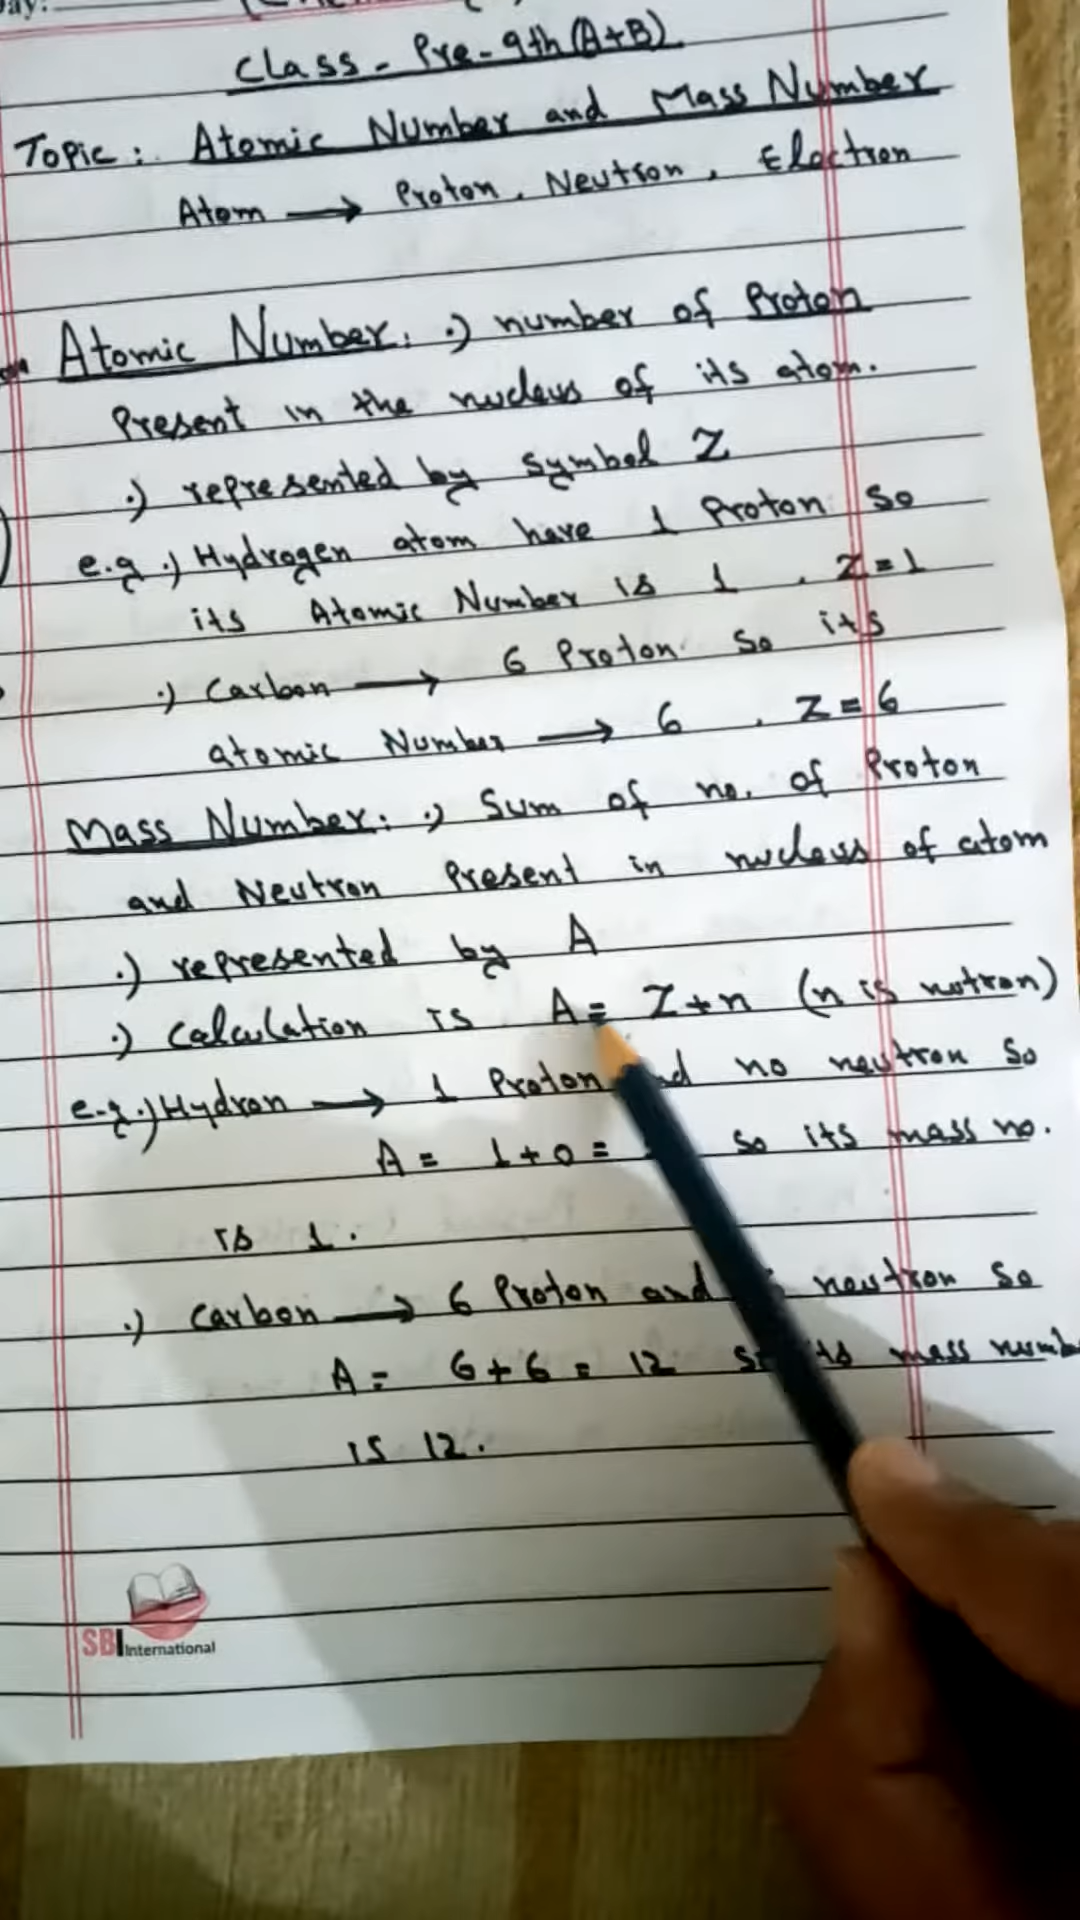 Day:
Class - Pre-9th (A+B)
Topic: Atomic Number and Mass Number
Atom → Proton, Neutron, Electron
Atomic Number: .) number of Proton
Present in the nucleus of its atom.
.) represented by symbol Z
e.g .) Hydrogen atom have 1 Proton so
its Atomic Number is 1 , Z=1
.) Carbon → 6 Proton so its
atomic Number → 6 , Z=6
Mass Number: .) Sum of no. of Proton
and Neutron Present in nucleus of atom
.) represented by A
.) Calculation is A= Z+n (n is nutron)
e.g .) Hydron → 1 Proton no neutron so
A = 1+0 = so its mass no.
is 1.
.) Carbon → 6 Proton and neutron so
A = 6+6 = 12 mass
is 12.
SBI International